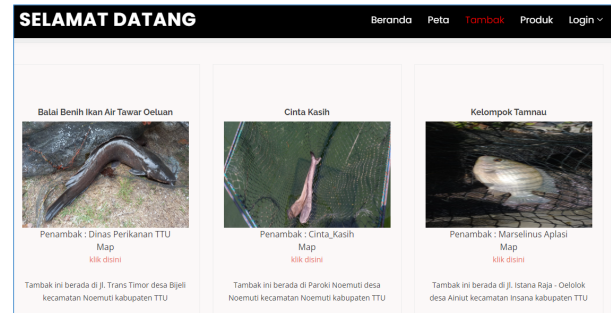 SELAMAT DATANG
Beranda Peta Tambak Produk Login
Balai Benih Ikan Air Tawar Oeluan
Penambak : Dinas Perikanan TTU
Map
klik disini
Tambak ini berada di Jl. Trans Timor desa Bijeli
kecamatan Noemuti kabupaten TTU
Cinta Kasih
Penambak : Cinta_Kasih
Map
klik disini
Tambak ini berada di Paroki Noemuti desa
Noemuti kecamatan Noemuti kabupaten TTU
Kelompok Tamnau
Penambak : Marselinus Aplasi
Map
klik disini
Tambak ini berada di Jl. Istana Raja - Oelolok
desa Ainiut kecamatan Insana kabupaten TTU